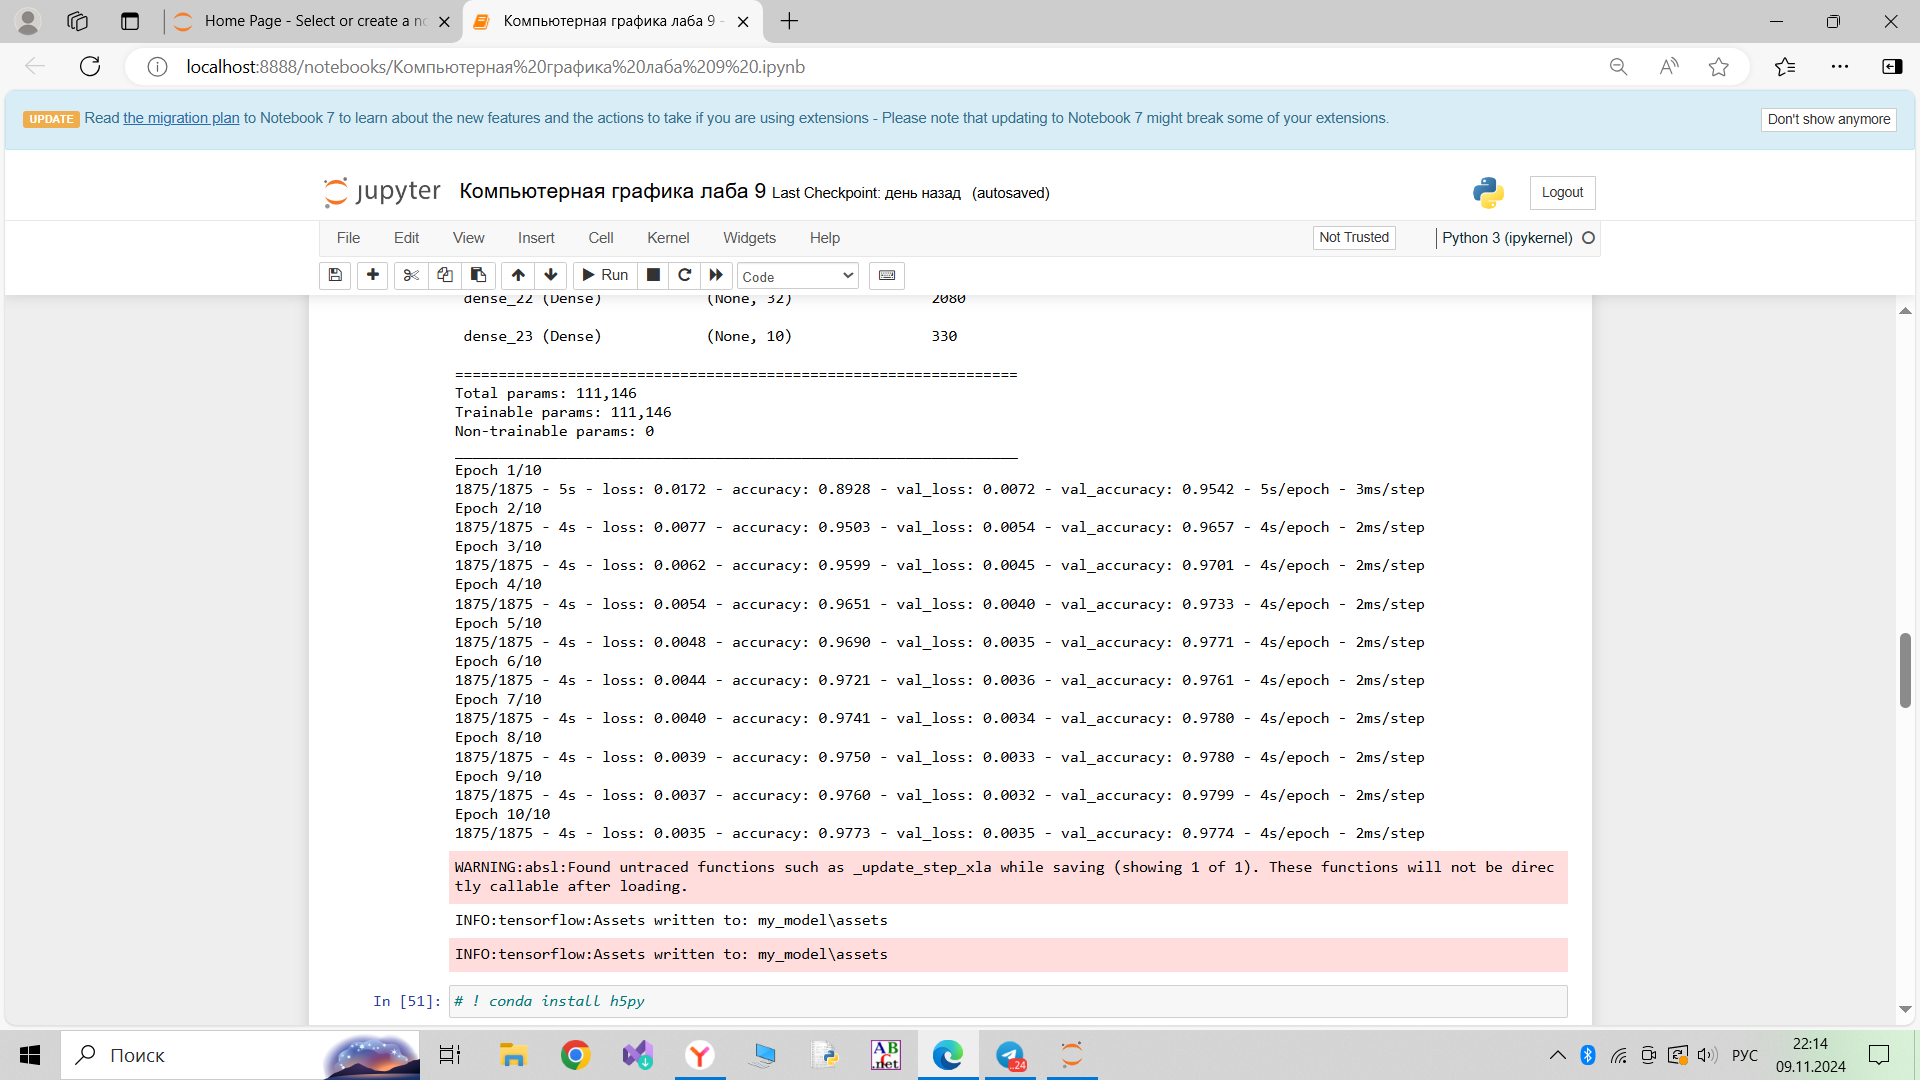 Home Page - Select or create a no
Компьютерная графика лаба 9 -
localhost:8888/notebooks/Компьютерная%20графика%20лаба%209%20.ipynb
UPDATE Read the migration plan to Notebook 7 to learn about the new features and the actions to take if you are using extensions - Please note that updating to Notebook 7 might break some of your extensions.
Don't show anymore
jupyter Компьютерная графика лаба 9 Last Checkpoint: день назад (autosaved)
Logout
File Edit View Insert Cell Kernel Widgets Help
Not Trusted
Python 3 (ipykernel)
Run
Code
dense_22 (Dense) (None, 32) 2080
dense_23 (Dense) (None, 10) 330
=================================================================
Total params: 111,146
Trainable params: 111,146
Non-trainable params: 0
_________________________________________________________________
Epoch 1/10
1875/1875 - 5s - loss: 0.0172 - accuracy: 0.8928 - val_loss: 0.0072 - val_accuracy: 0.9542 - 5s/epoch - 3ms/step
Epoch 2/10
1875/1875 - 4s - loss: 0.0077 - accuracy: 0.9503 - val_loss: 0.0054 - val_accuracy: 0.9657 - 4s/epoch - 2ms/step
Epoch 3/10
1875/1875 - 4s - loss: 0.0062 - accuracy: 0.9599 - val_loss: 0.0045 - val_accuracy: 0.9701 - 4s/epoch - 2ms/step
Epoch 4/10
1875/1875 - 4s - loss: 0.0054 - accuracy: 0.9651 - val_loss: 0.0040 - val_accuracy: 0.9733 - 4s/epoch - 2ms/step
Epoch 5/10
1875/1875 - 4s - loss: 0.0048 - accuracy: 0.9690 - val_loss: 0.0035 - val_accuracy: 0.9771 - 4s/epoch - 2ms/step
Epoch 6/10
1875/1875 - 4s - loss: 0.0044 - accuracy: 0.9721 - val_loss: 0.0036 - val_accuracy: 0.9761 - 4s/epoch - 2ms/step
Epoch 7/10
1875/1875 - 4s - loss: 0.0040 - accuracy: 0.9741 - val_loss: 0.0034 - val_accuracy: 0.9780 - 4s/epoch - 2ms/step
Epoch 8/10
1875/1875 - 4s - loss: 0.0039 - accuracy: 0.9750 - val_loss: 0.0033 - val_accuracy: 0.9780 - 4s/epoch - 2ms/step
Epoch 9/10
1875/1875 - 4s - loss: 0.0037 - accuracy: 0.9760 - val_loss: 0.0032 - val_accuracy: 0.9799 - 4s/epoch - 2ms/step
Epoch 10/10
1875/1875 - 4s - loss: 0.0035 - accuracy: 0.9773 - val_loss: 0.0035 - val_accuracy: 0.9774 - 4s/epoch - 2ms/step
WARNING:absl:Found untraced functions such as _update_step_xla while saving (showing 1 of 1). These functions will not be direc
tly callable after loading.
INFO:tensorflow:Assets written to: my_model\assets
INFO:tensorflow:Assets written to: my_model\assets
In [51]: # ! conda install h5py
Поиск
ABC.net
..24
РУС
22:14
09.11.2024